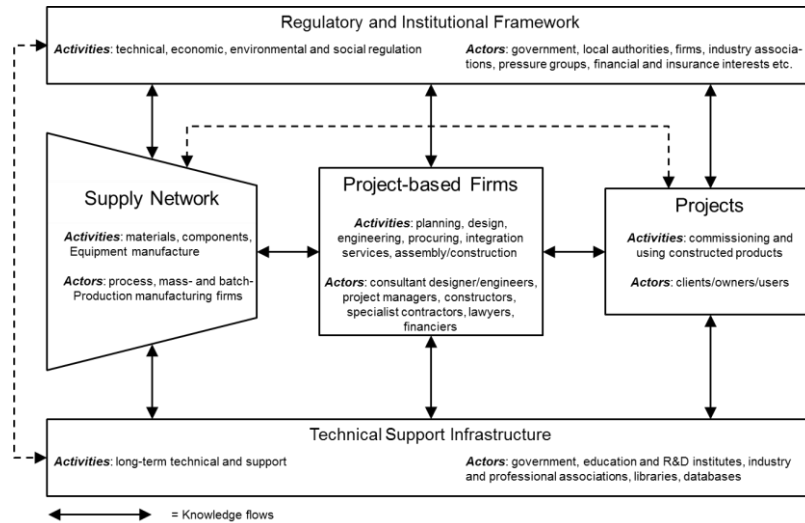 Regulatory and Institutional Framework
Activities: technical, economic, environmental and social regulation
Actors: government, local authorities, firms, industry associa-
tions, pressure groups, financial and insurance interests etc.
Supply Network
Activities: materials, components,
Equipment manufacture
Actors: process, mass- and batch-
Production manufacturing firms
Project-based Firms
Activities: planning, design,
engineering, procuring, integration
services, assembly/construction
Actors: consultant designer/engineers,
project managers, constructors,
specialist contractors, lawyers,
financiers
Projects
Activities: commissioning and
using constructed products
Actors: clients/owners/users
Technical Support Infrastructure
Activities: long-term technical and support
Actors: government, education and R&D institutes, industry
and professional associations, libraries, databases
= Knowledge flows